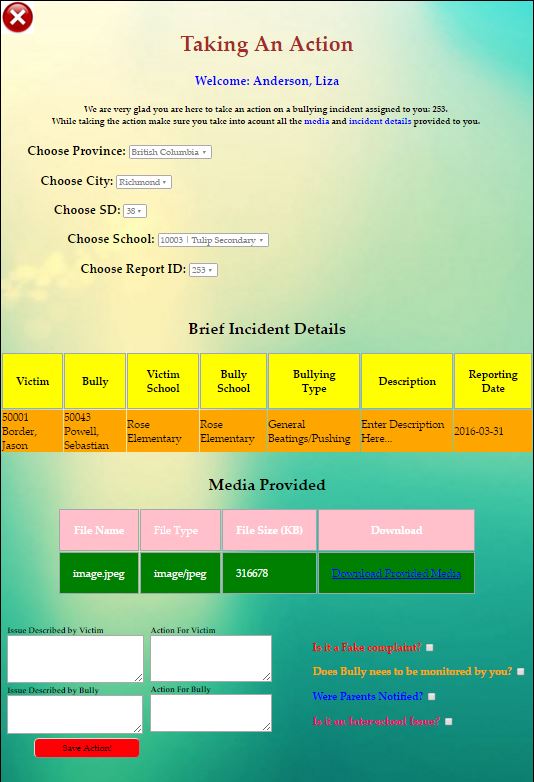 Taking An Action
Welcome: Anderson, Liza
We are very glad you are here to take an action on a bullying incident assigned to you: 253.
While taking the action make sure you take into acount all the media and incident details provided to you.
Choose Province: British Columbia
Choose City: Richmond
Choose SD: 38
Choose School: 10003 | Tulip Secondary
Choose Report ID: 253
Brief Incident Details
Victim Bully Victim School Bully School Bullying Type Description Reporting Date
50001 Border, Jason 50043 Powell, Sebastian Rose Elementary Rose Elementary General Beatings/Pushing Enter Description Here... 2016-03-31
Media Provided
File Name File Type File Size (KB) Download
image.jpeg image/jpeg 316678 Download Provided Media
Issue Described by Victim Action For Victim
Issue Described by Bully Action For Bully
Save Action!
Is it a Fake complaint?
Does Bully nees to be monitored by you?
Were Parents Notified?
Is it an Inter-school Issue?